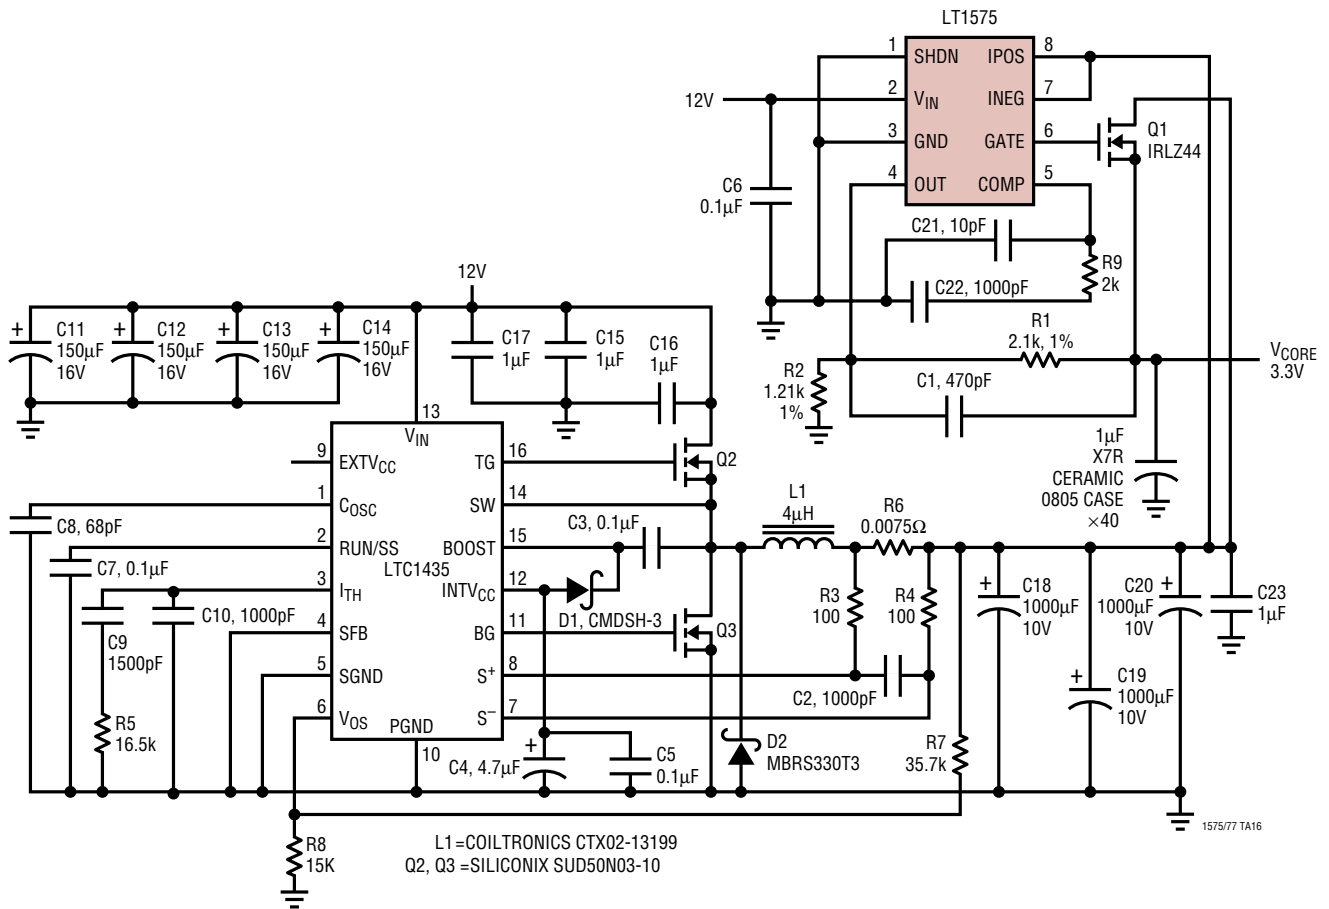 LT1575
1 SHDN IPOS 8
12V 2 VIN INEG 7
3 GND GATE 6
4 OUT COMP 5
Q1
IRLZ44
C6
0.1µF
C21, 10pF
R9
2k
C22, 1000pF
R1
2.1k, 1%
R2
1.21k
1%
C1, 470pF
VCORE
3.3V
1µF
X7R
CERAMIC
0805 CASE
×40
12V
+ C11
150µF
16V
+ C12
150µF
16V
+ C13
150µF
16V
+ C14
150µF
16V
C17
1µF
C15
1µF
C16
1µF
13
VIN
9 EXTVCC TG 16
Q2
1 COSC SW 14
C8, 68pF
2 RUN/SS BOOST 15
LTC1435
C7, 0.1µF
3 ITH INTVCC 12
C10, 1000pF
4 SFB BG 11
Q3
C9
1500pF
5 SGND S+ 8
6 VOS S− 7
PGND
10
R5
16.5k
C3, 0.1µF
D1, CMDSH-3
L1
4µH
R6
0.0075Ω
R3
100
R4
100
C2, 1000pF
+ C18
1000µF
10V
C20 +
1000µF
10V
C23
1µF
+ C19
1000µF
10V
+
C4, 4.7µF
C5
0.1µF
D2
MBRS330T3
R7
35.7k
R8
15K
L1=COILTRONICS CTX02-13199
Q2, Q3 =SILICONIX SUD50N03-10
1575/77 TA16